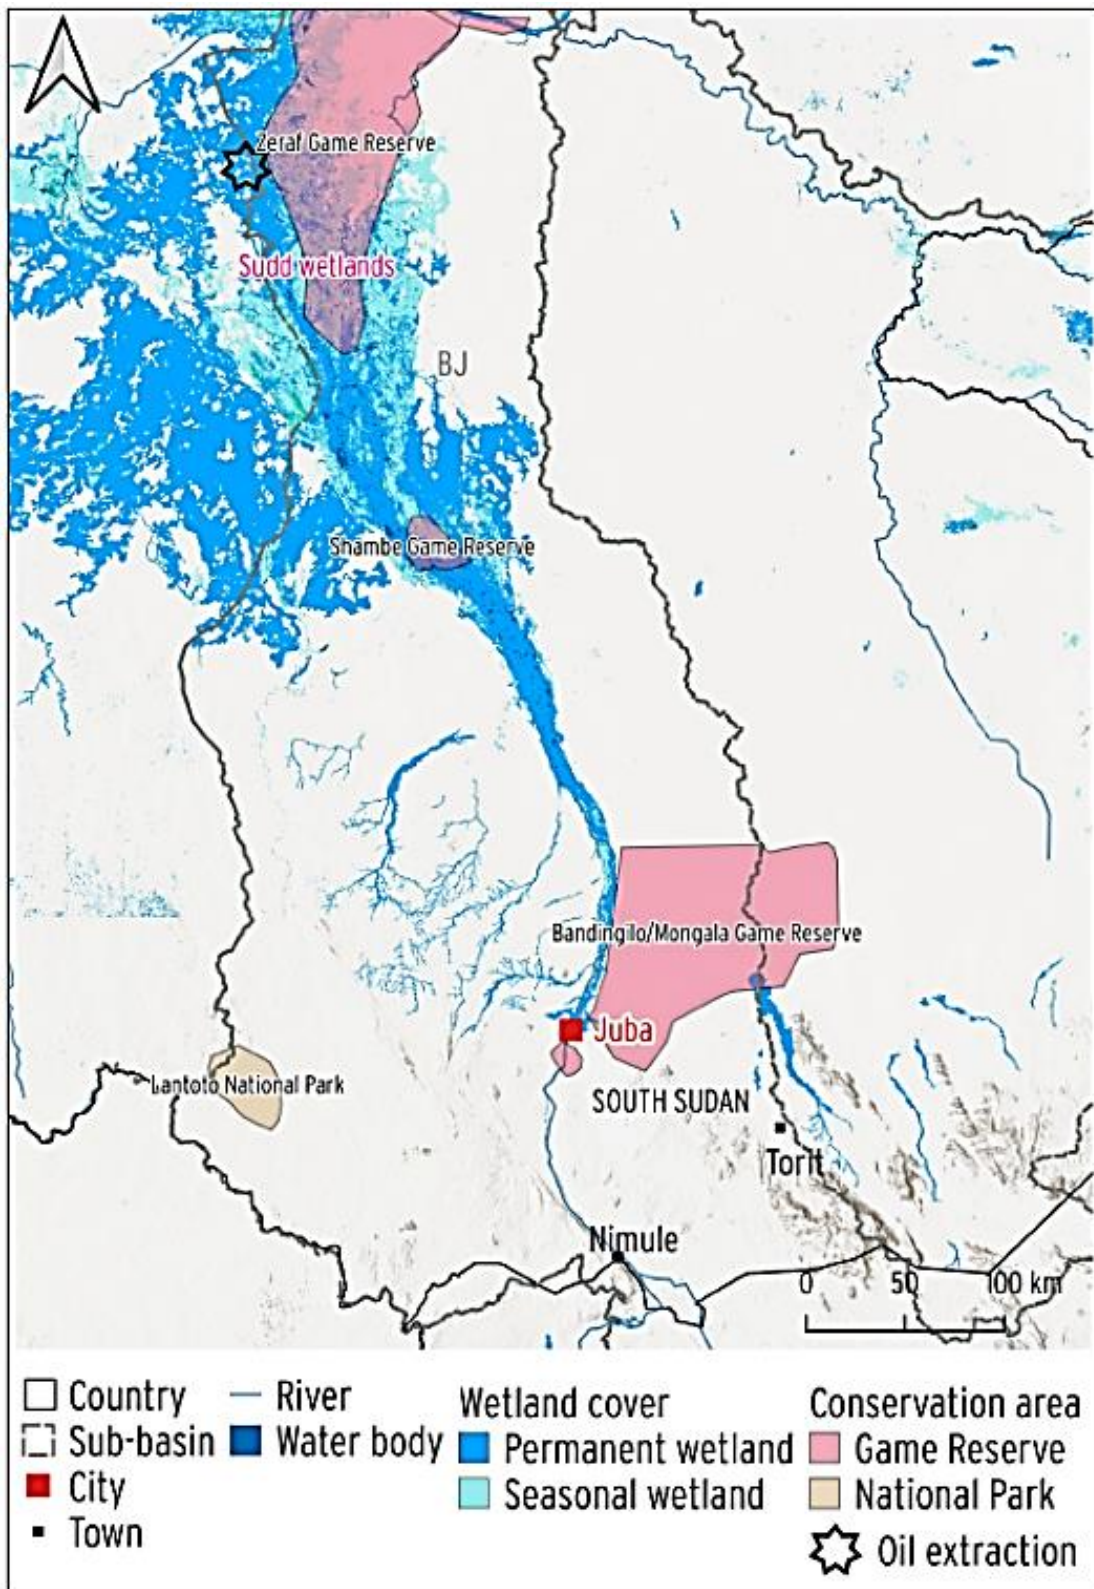 Zeraf Game Reserve
Sudd wetlands
BJ
Shambe Game Reserve
Bandingilo/Mongala Game Reserve
Juba
Lantoto National Park
SOUTH SUDAN
Torit
Nimule
0 50 100 km
Country
Sub-basin
City
Town
River
Water body
Wetland cover
Permanent wetland
Seasonal wetland
Conservation area
Game Reserve
National Park
Oil extraction